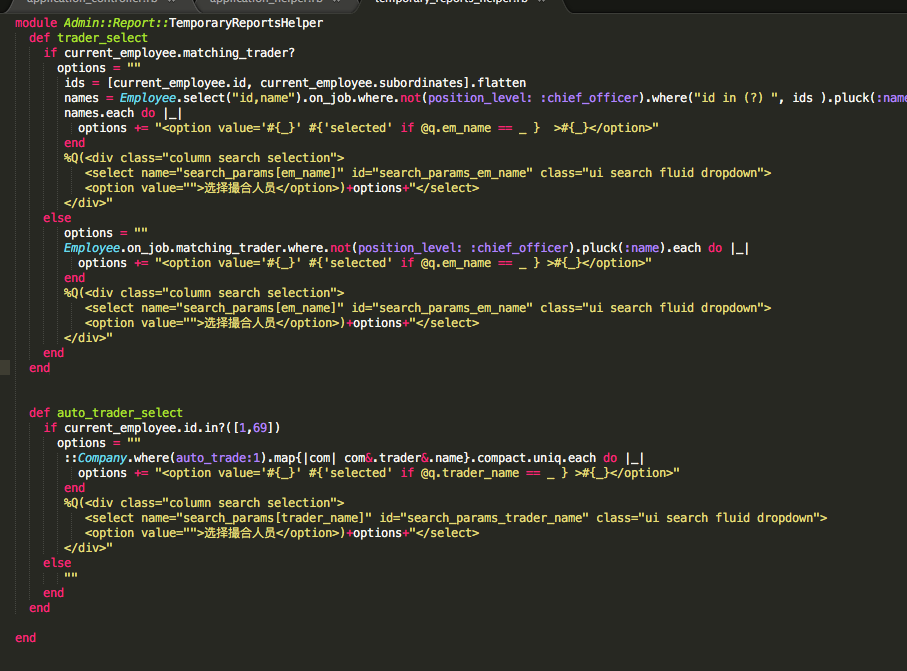 application_controller.rb application_helper.rb temporary_reports_helper.rb
module Admin::Report::TemporaryReportsHelper
  def trader_select
    if current_employee.matching_trader?
      options = ""
       ids = [current_employee.id, current_employee.subordinates].flatten
       names = Employee.select("id,name").on_job.where.not(position_level: :chief_officer).where("id in (?) ", ids ).pluck(:name
       names.each do |_|
         options += "<option value='#{_}' #{'selected' if @q.em_name == _ }  >#{_}</option>"
       end
       %Q(<div class="column search selection">
          <select name="search_params[em_name]" id="search_params_em_name" class="ui search fluid dropdown">
          <option value="">选择撮合人员</option>)+options+"</select>
       </div>"
    else
       options = ""
       Employee.on_job.matching_trader.where.not(position_level: :chief_officer).pluck(:name).each do |_|
         options += "<option value='#{_}' #{'selected' if @q.em_name == _ } >#{_}</option>"
       end
       %Q(<div class="column search selection">
          <select name="search_params[em_name]" id="search_params_em_name" class="ui search fluid dropdown">
          <option value="">选择撮合人员</option>)+options+"</select>
       </div>"
    end
  end
  def auto_trader_select
    if current_employee.id.in?([1,69])
      options = ""
       ::Company.where(auto_trade:1).map{|com| com&.trader&.name}.compact.uniq.each do |_|
         options += "<option value='#{_}' #{'selected' if @q.trader_name == _ } >#{_}</option>"
       end
       %Q(<div class="column search selection">
          <select name="search_params[trader_name]" id="search_params_trader_name" class="ui search fluid dropdown">
          <option value="">选择撮合人员</option>)+options+"</select>
       </div>"
    else
       ""
    end
  end
end